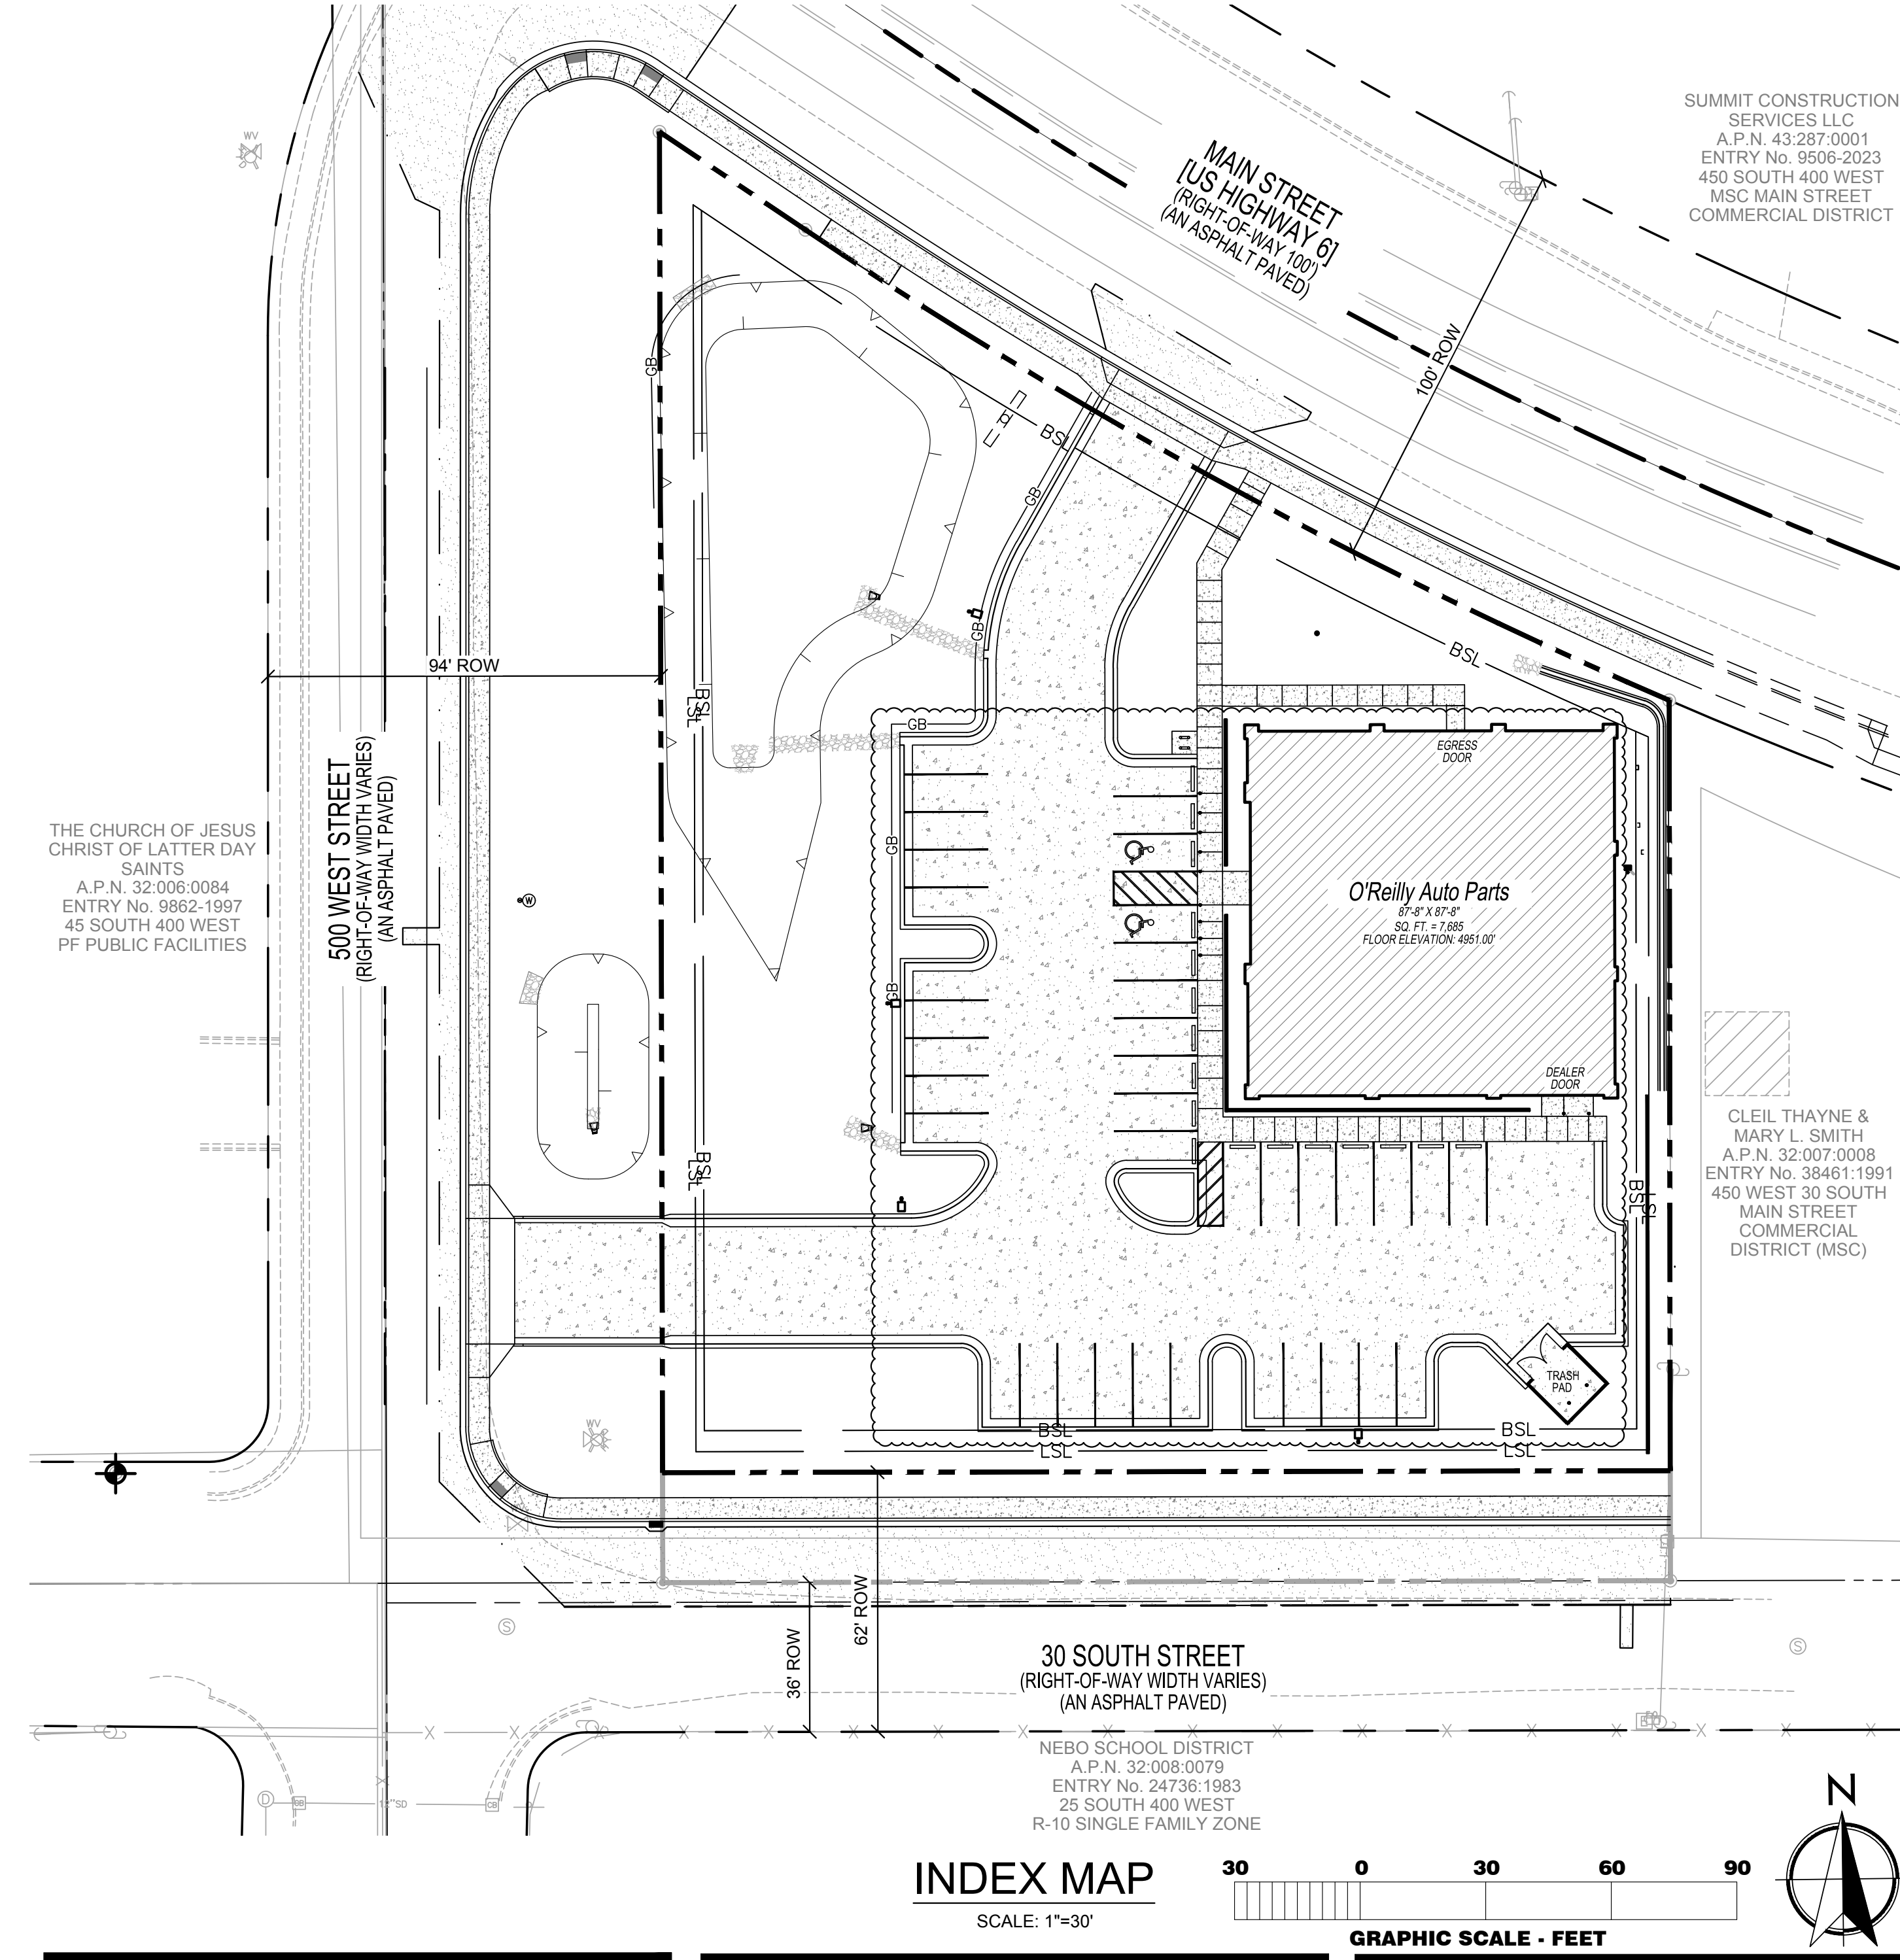 SUMMIT CONSTRUCTION
SERVICES LLC
A.P.N. 43:287:0001
ENTRY No. 9506-2023
450 SOUTH 400 WEST
MSC MAIN STREET
COMMERCIAL DISTRICT
WV
MAIN STREET
[US HIGHWAY 6]
(RIGHT-OF-WAY 100')
(AN ASPHALT PAVED)
100' ROW
GB
BSL
GB
GB
BSL
94' ROW
BSL
LSL
GB
EGRESS
DOOR
500 WEST STREET
(RIGHT-OF-WAY WIDTH VARIES)
(AN ASPHALT PAVED)
THE CHURCH OF JESUS
CHRIST OF LATTER DAY
SAINTS
A.P.N. 32:006:0084
ENTRY No. 9862-1997
45 SOUTH 400 WEST
PF PUBLIC FACILITIES
GB
W
O'Reilly Auto Parts
87'-8" X 87'-8"
SQ. FT. = 7,685
FLOOR ELEVATION: 4951.00'
GB
DEALER
DOOR
CLEIL THAYNE &
MARY L. SMITH
A.P.N. 32:007:0008
ENTRY No. 38461:1991
450 WEST 30 SOUTH
MAIN STREET
COMMERCIAL
DISTRICT (MSC)
BSL
LSL
BSL
LSL
TRASH
PAD
WV
BSL
LSL
BSL
LSL
36' ROW
62' ROW
S
S
30 SOUTH STREET
(RIGHT-OF-WAY WIDTH VARIES)
(AN ASPHALT PAVED)
NEBO SCHOOL DISTRICT
A.P.N. 32:008:0079
ENTRY No. 24736:1983
25 SOUTH 400 WEST
R-10 SINGLE FAMILY ZONE
D
CB
N
INDEX MAP
SCALE: 1"=30'
30 0 30 60 90
GRAPHIC SCALE - FEET